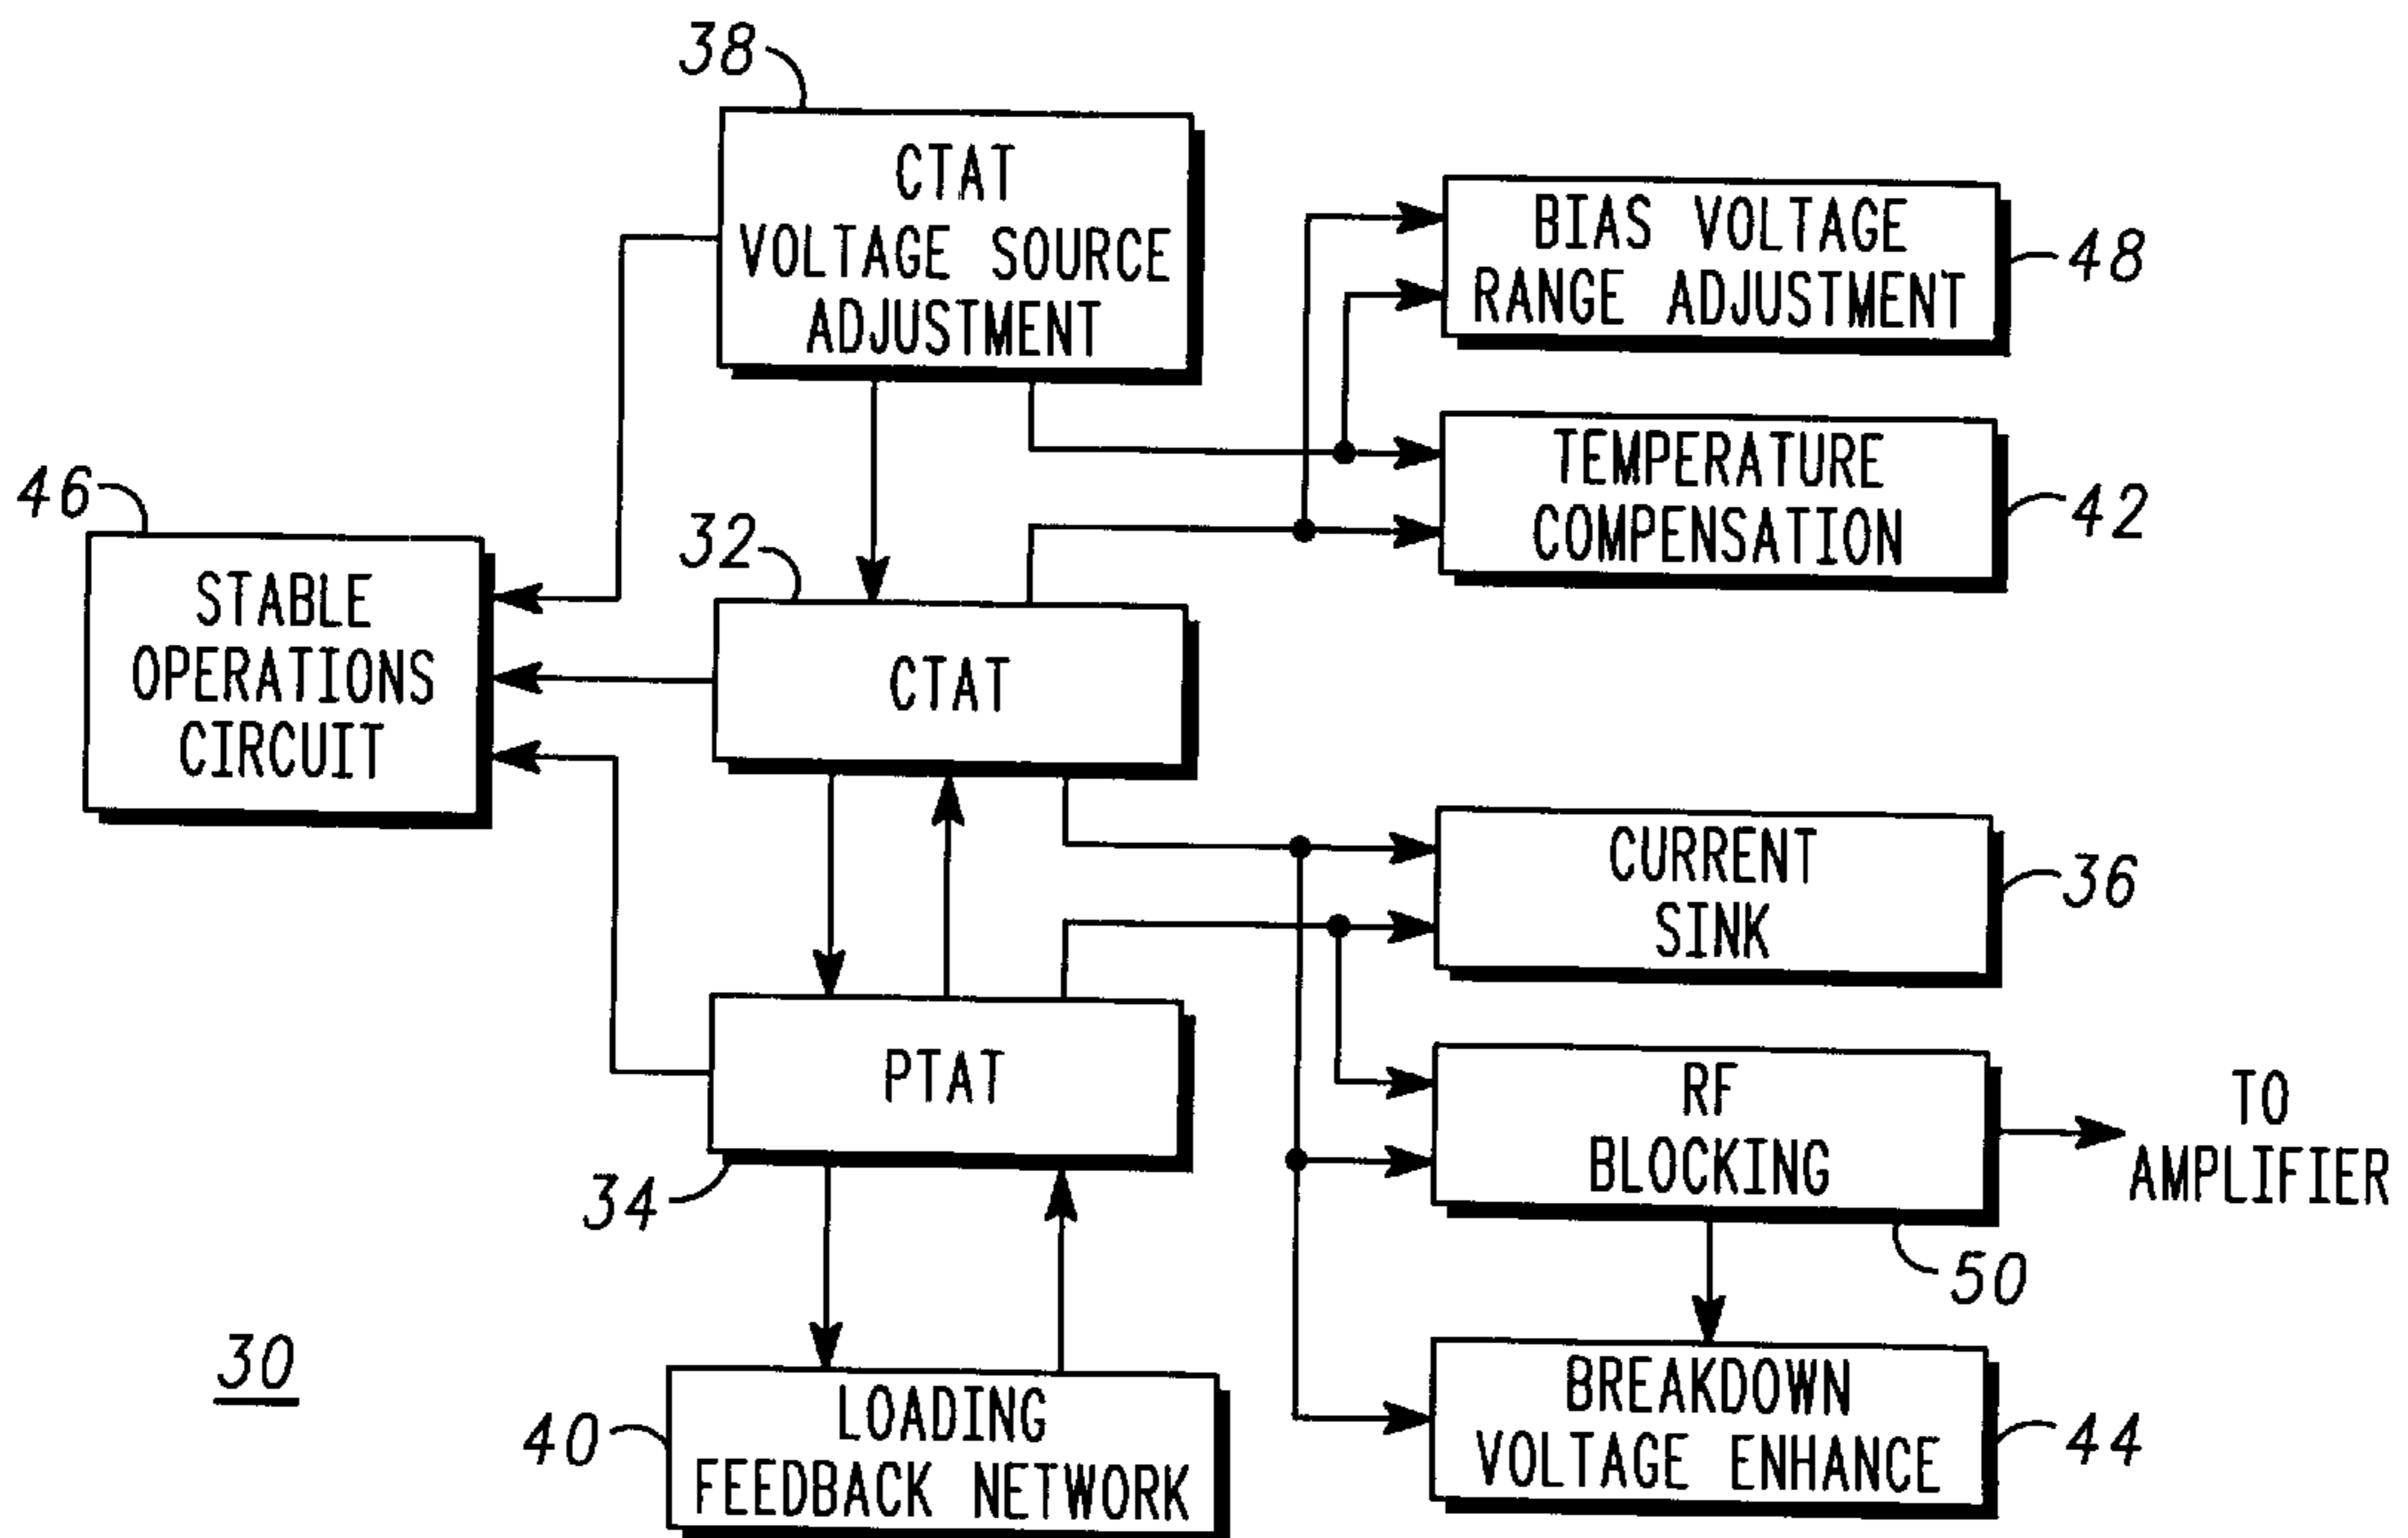 38
CTAT
VOLTAGE SOURCE
ADJUSTMENT
BIAS VOLTAGE
RANGE ADJUSTMENT
48
TEMPERATURE
COMPENSATION
42
46
STABLE
OPERATIONS
CIRCUIT
32
CTAT
CURRENT
SINK
36
PTAT
34
RF
BLOCKING
50
TO
AMPLIFIER
30
LOADING
FEEDBACK NETWORK
40
BREAKDOWN
VOLTAGE ENHANCE
44